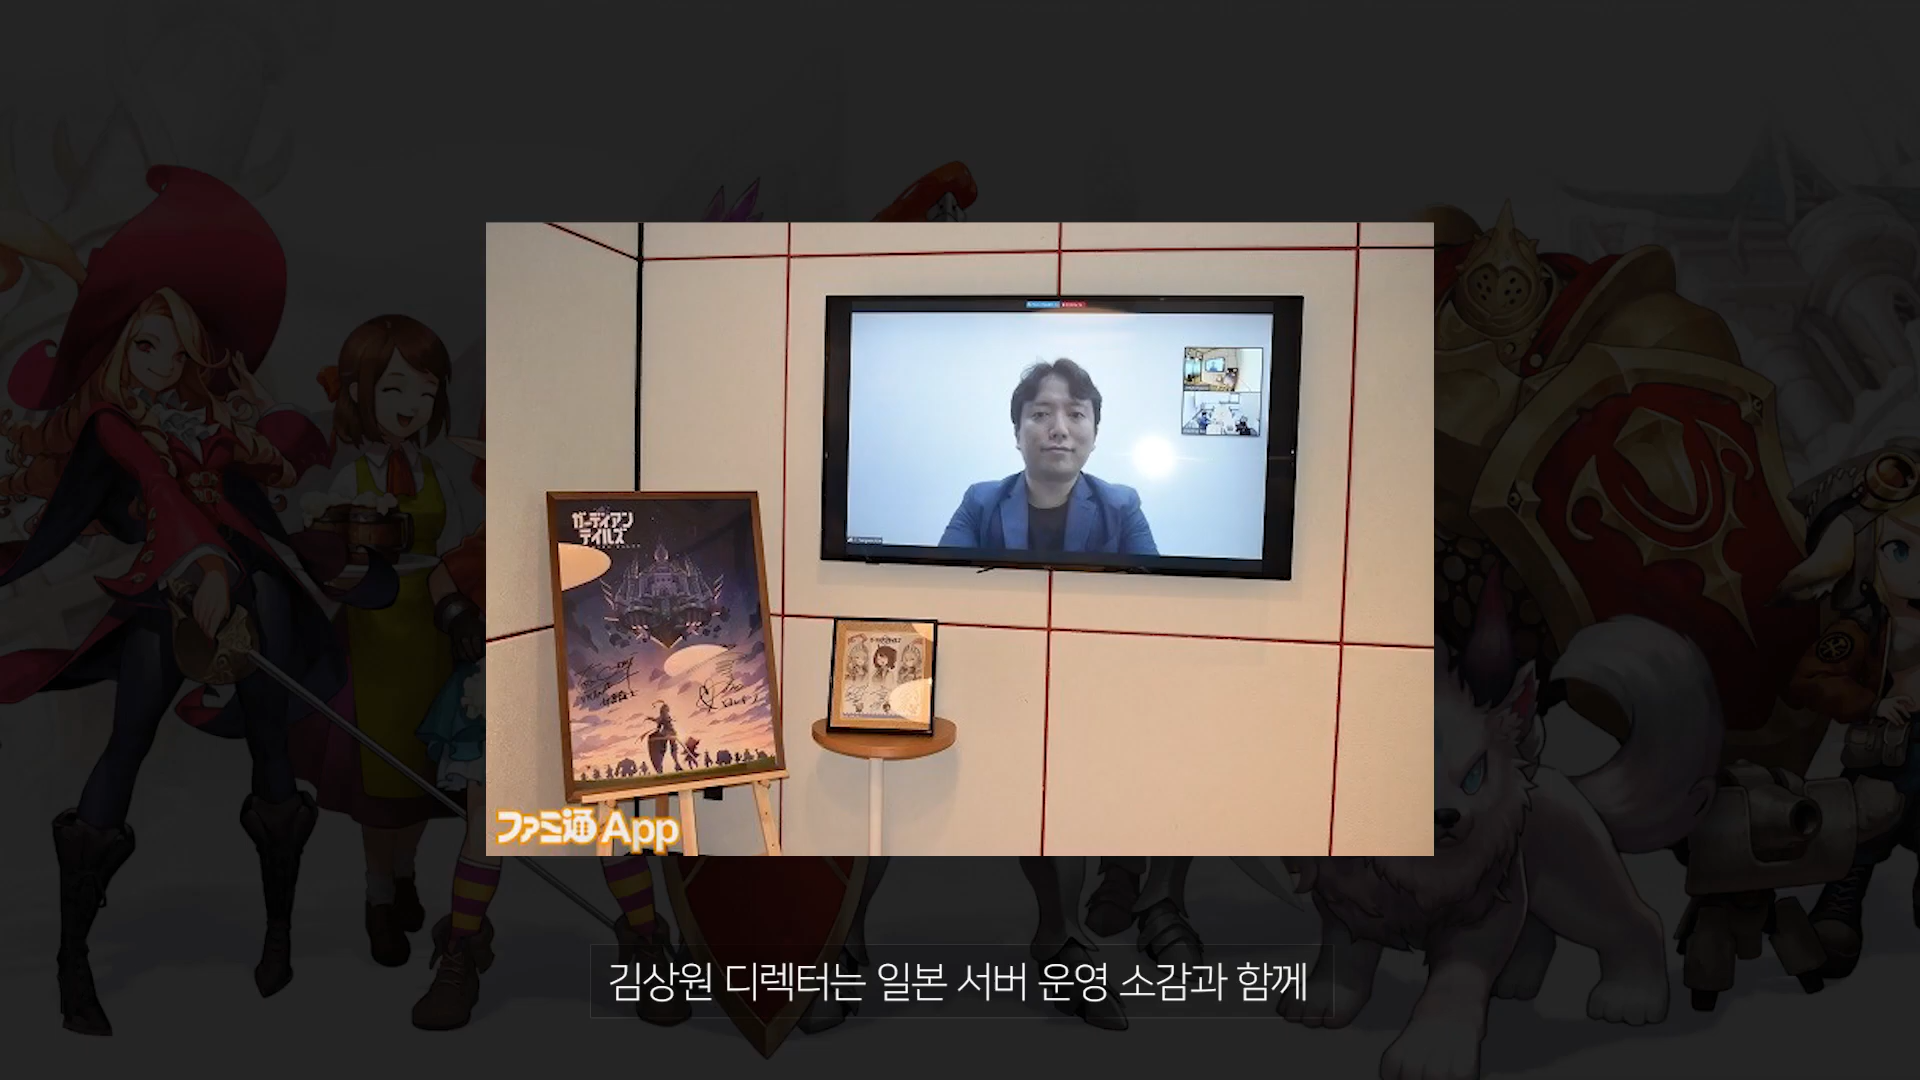 ガーディアン
テイルズ
ファミ通App
김상원 디렉터는 일본 서버 운영 소감과 함께